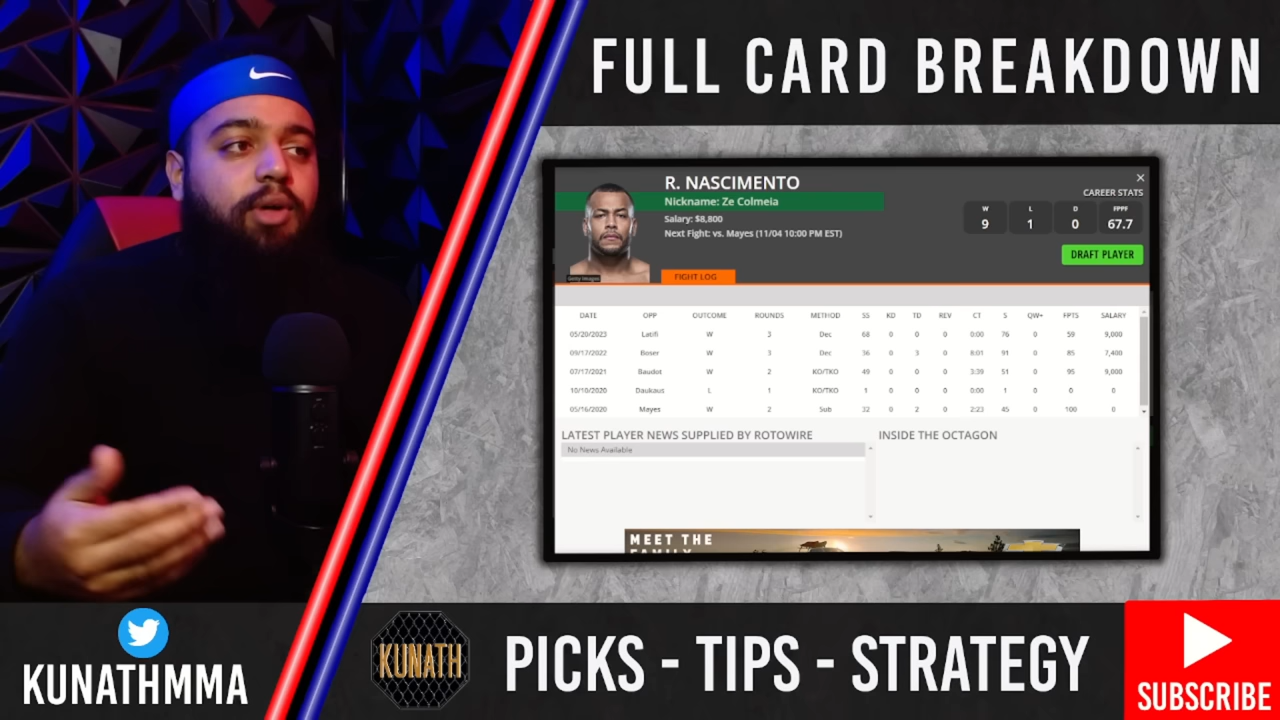 FULL CARD BREAKDOWN
R. NASCIMENTO
Nickname: Ze Colmeia
Salary: $8,800
Next Fight: vs. Mayes (11/04 10:00 PM EST)
×
CAREER STATS
W L D FPPF
9 1 0 67.7
DRAFT PLAYER
Getty Images
FIGHT LOG
DATE OPP OUTCOME ROUNDS METHOD SS KD TD REV CT S QW+ FPTS SALARY
05/20/2023 Latifi W 3 Dec 68 0 0 0 0:00 76 0 59 9,000
09/17/2022 Boser W 3 Dec 36 0 3 0 8:01 91 0 85 7,400
07/17/2021 Baudot W 2 KO/TKO 49 0 0 0 3:39 51 0 95 9,000
10/10/2020 Daukaus L 1 KO/TKO 1 0 0 0 0:00 1 0 0 0
05/16/2020 Mayes W 2 Sub 32 0 2 0 2:23 45 0 100 0
LATEST PLAYER NEWS SUPPLIED BY ROTOWIRE
INSIDE THE OCTAGON
No News Available
MEET THE
FAMILY
KUNATHMMA
KUNATH
PICKS - TIPS - STRATEGY
SUBSCRIBE